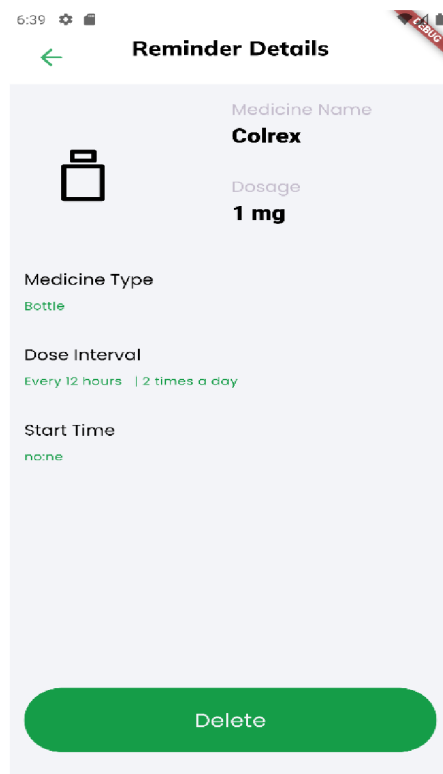 6:39
DEBUG
Reminder Details
Medicine Name
Colrex
Dosage
1 mg
Medicine Type
Bottle
Dose Interval
Every 12 hours | 2 times a day
Start Time
no:ne
Delete